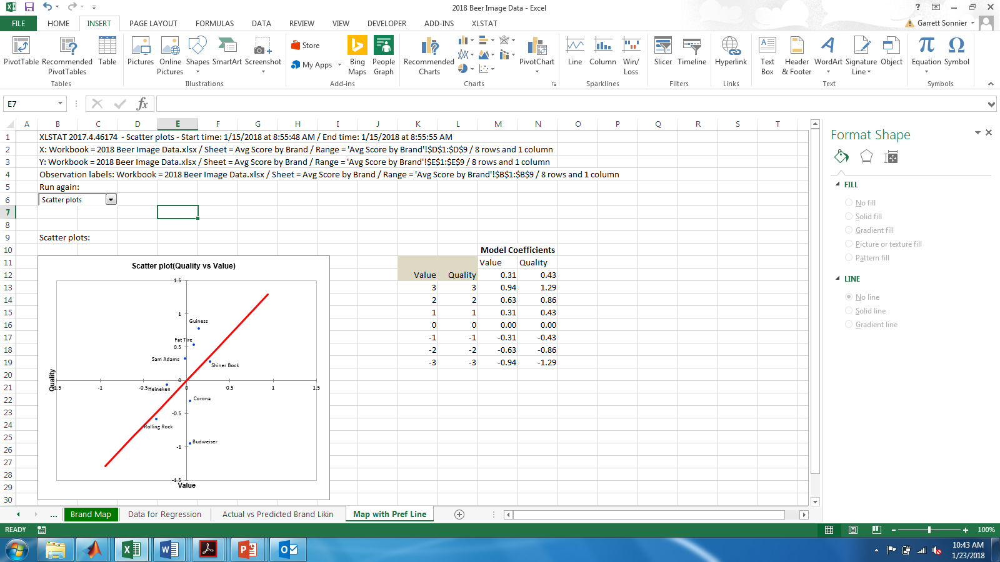 2018 Beer Image Data - Excel
FILE HOME INSERT PAGE LAYOUT FORMULAS DATA REVIEW VIEW DEVELOPER ADD-INS XLSTAT Garrett Sonnier
PivotTable Recommended PivotTables Table
Tables
Pictures Online Pictures Shapes SmartArt Screenshot
Illustrations
Store
My Apps
Bing Maps People Graph
Add-ins
Recommended Charts PivotChart
Charts
Line Column Win/ Loss
Sparklines
Slicer Timeline
Filters
Hyperlink
Links
Text Box Header & Footer WordArt Signature Line Object
Text
Equation Symbol
Symbols
E7 fx
A B C D E F G H I J K L M N O P Q R S T
1 XLSTAT 2017.4.46174 - Scatter plots - Start time: 1/15/2018 at 8:55:48 AM / End time: 1/15/2018 at 8:55:55 AM
2 X: Workbook = 2018 Beer Image Data.xlsx / Sheet = Avg Score by Brand / Range = 'Avg Score by Brand'!$D$1:$D$9 / 8 rows and 1 column
3 Y: Workbook = 2018 Beer Image Data.xlsx / Sheet = Avg Score by Brand / Range = 'Avg Score by Brand'!$E$1:$E$9 / 8 rows and 1 column
4 Observation labels: Workbook = 2018 Beer Image Data.xlsx / Sheet = Avg Score by Brand / Range = 'Avg Score by Brand'!$B$1:$B$9 / 8 rows and 1 column
5 Run again:
6 Scatter plots
7
8
9 Scatter plots:
10 Model Coefficients
11 Value Quality
12 Value Quality 0.31 0.43
13 3 3 0.94 1.29
14 2 2 0.63 0.86
15 1 1 0.31 0.43
16 0 0 0.00 0.00
17 -1 -1 -0.31 -0.43
18 -2 -2 -0.63 -0.86
19 -3 -3 -0.94 -1.29
20
21
22
23
24
25
26
27
28
29
30
Scatter plot(Quality vs Value)
1.5
1
Guiness
Fat Tire
0.5
Sam Adams
Shiner Bock
0
Quality
1.5 -1 -0.5 Heineken 0 0.5 1 1.5
Corona
-0.5
Rolling Rock
Budweiser
-1
-1.5
Value
Format Shape
FILL
No fill
Solid fill
Gradient fill
Picture or texture fill
Pattern fill
LINE
No line
Solid line
Gradient line
... Brand Map Data for Regression Actual vs Predicted Brand Likin Map with Pref Line
READY 100%
10:43 AM
1/23/2018